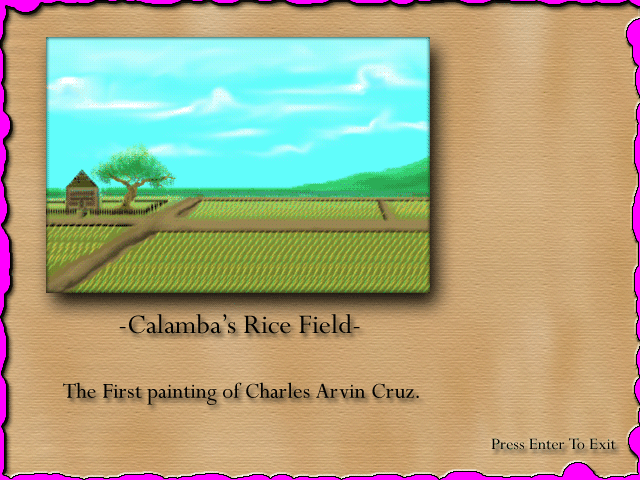 -Calamba's Rice Field-
The First painting of Charles Arvin Cruz.
Press Enter To Exit